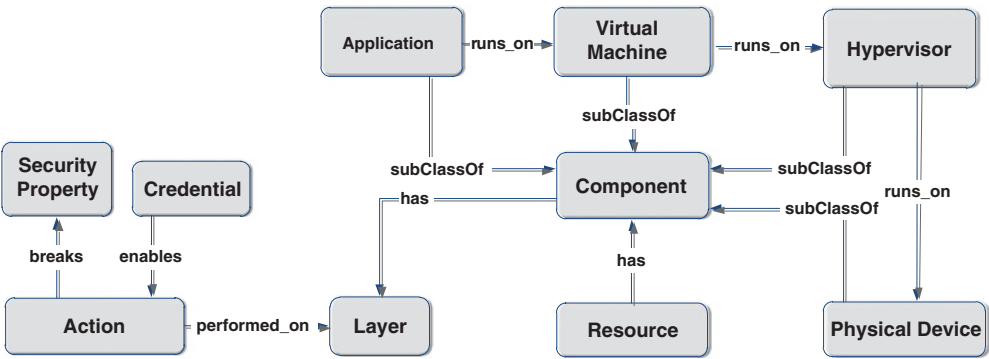 Application
runs_on
Virtual
Machine
runs_on
Hypervisor
subClassOf
Security
Property
Credential
subClassOf
Component
subClassOf
has
runs_on
subClassOf
breaks
enables
has
Action
performed_on
Layer
Resource
Physical Device